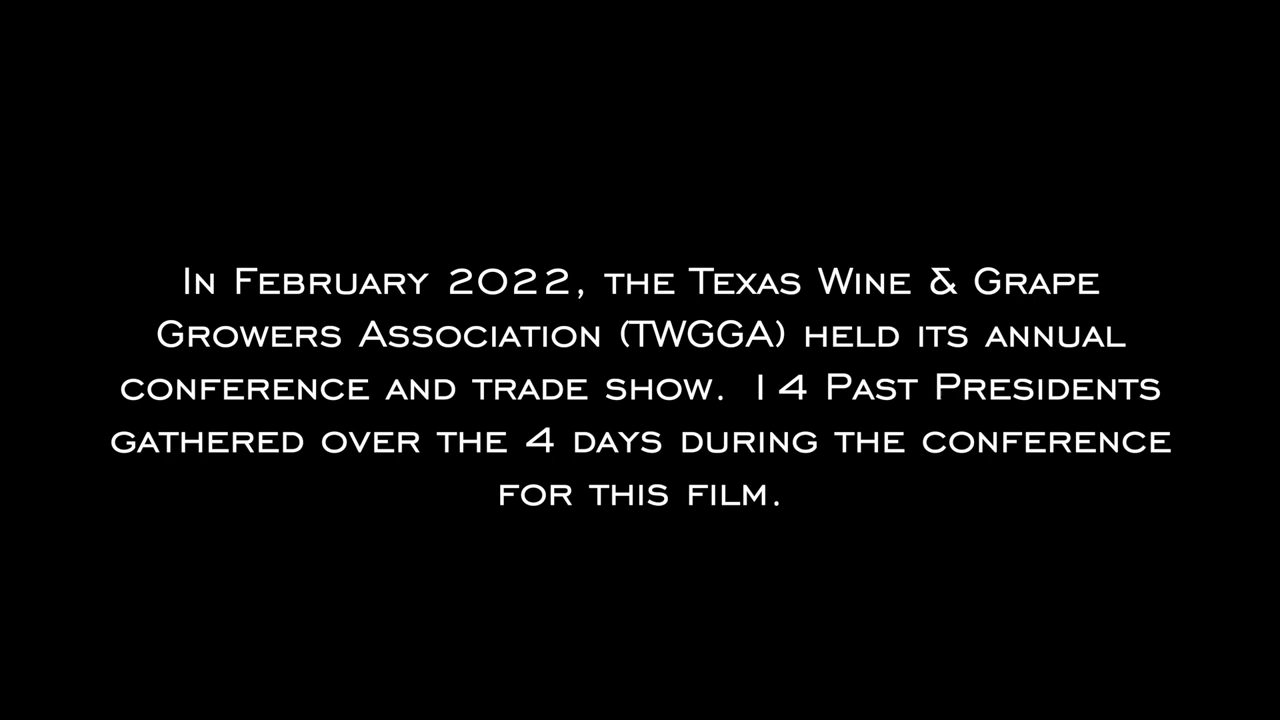 In February 2022, the Texas Wine & Grape
Growers Association (TWGGA) held its annual
conference and trade show.  14 Past Presidents
gathered over the 4 days during the conference
for this film.